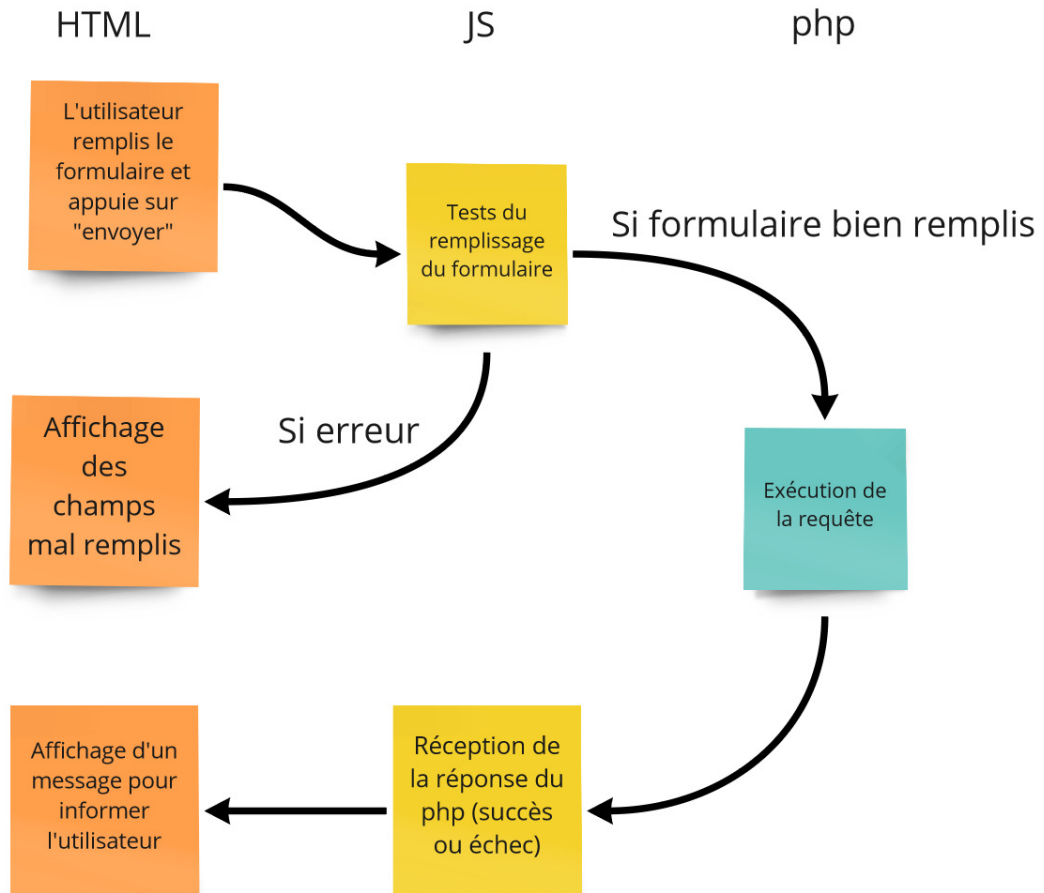 HTML
JS
php
L'utilisateur
remplis le
formulaire et
appuie sur
"envoyer"
Tests du
remplissage
du formulaire
Si formulaire bien remplis
Si erreur
Affichage
des
champs
mal remplis
Exécution de
la requête
Affichage d'un
message pour
informer
l'utilisateur
Réception de
la réponse du
php (succès
ou échec)